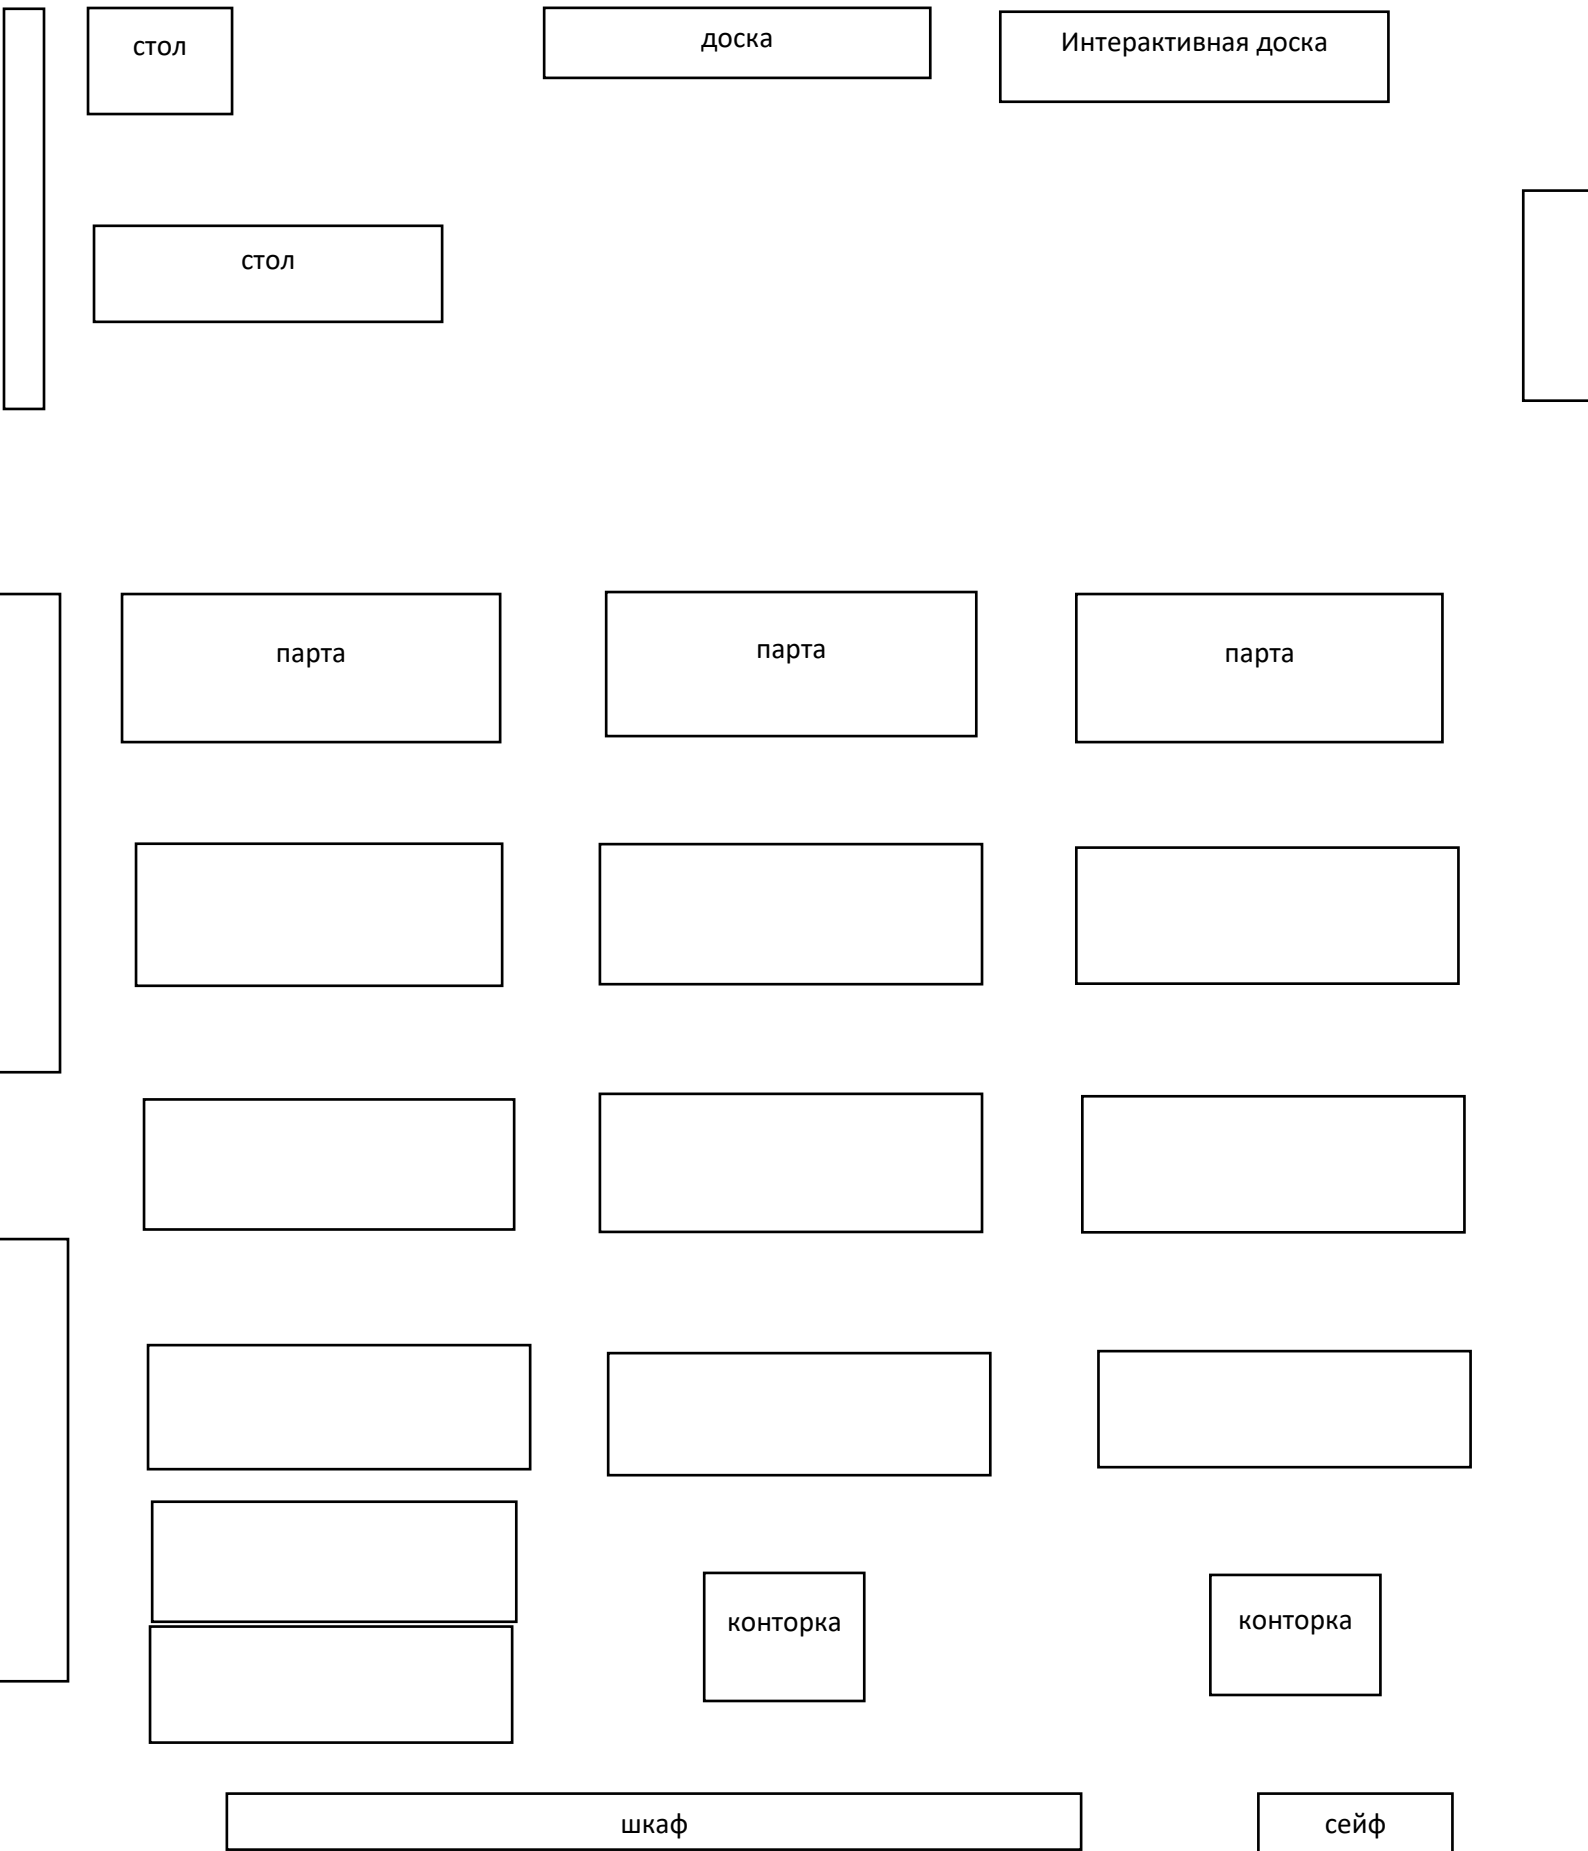 стол
доска
Интерактивная доска
стол
парта
парта
парта
конторка
конторка
шкаф
сейф